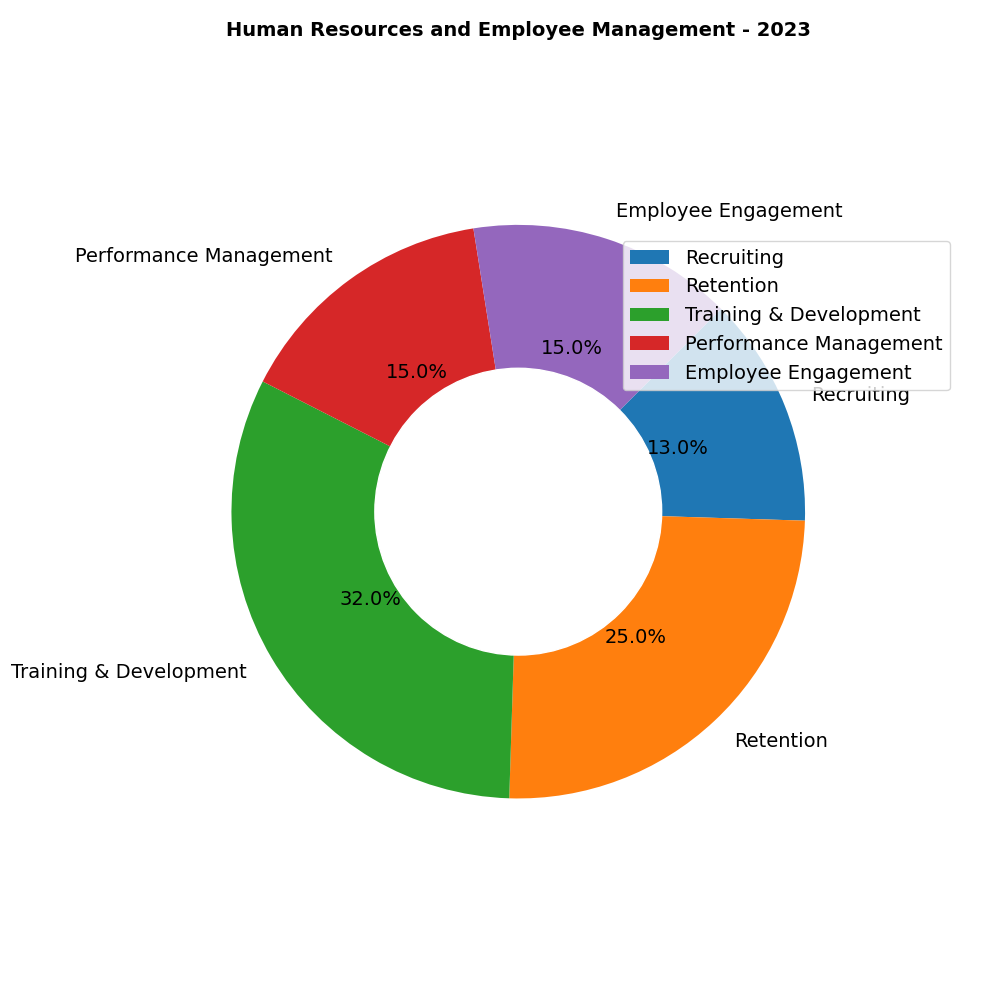 Human Resources and Employee Management - 2023
Employee Engagement
Performance Management
Recruiting
Retention
Training & Development
Performance Management
Employee Engagement
15.0%
15.0%
Recruiting
13.0%
32.0%
25.0%
Training & Development
Retention